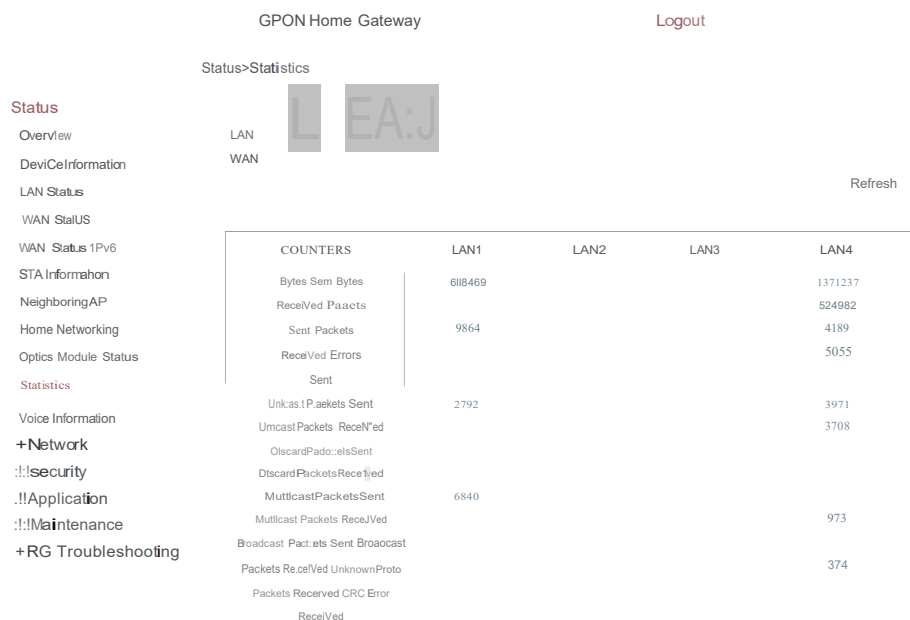 GPON Home Gateway
Logout
Status>Statistics
L EA:J
Status
Overvlew
DeviCeInformation
LAN Status
WAN StalUS
WAN Status 1Pv6
STA Informahon
NeighboringAP
Home Networking
Optics Module Status
Statistics
Voice Information
+Network
:!:!security
.!!Application
:!:!Maintenance
+RG Troubleshooting
LAN
WAN
Refresh
COUNTERS LAN1 LAN2 LAN3 LAN4
Bytes Sem Bytes 6ll8469 1371237
ReceiVed Paaets 524982
Sent Packets 9864 4189
ReceiVed Errors 5055
Sent
Unk:as.t P.aekets Sent 2792 3971
Umcast Packets ReceN"ed 3708
OlscardPado::elsSent
DtscardPacketsRece1ved
MuttlcastPacketsSent 6840
Mutllcast Packets ReceJVed 973
Broadcast Pact::ets Sent Broaocast
Packets Re.ce!Ved UnknownProto 374
Packets Recerved CRC Error
ReceiVed